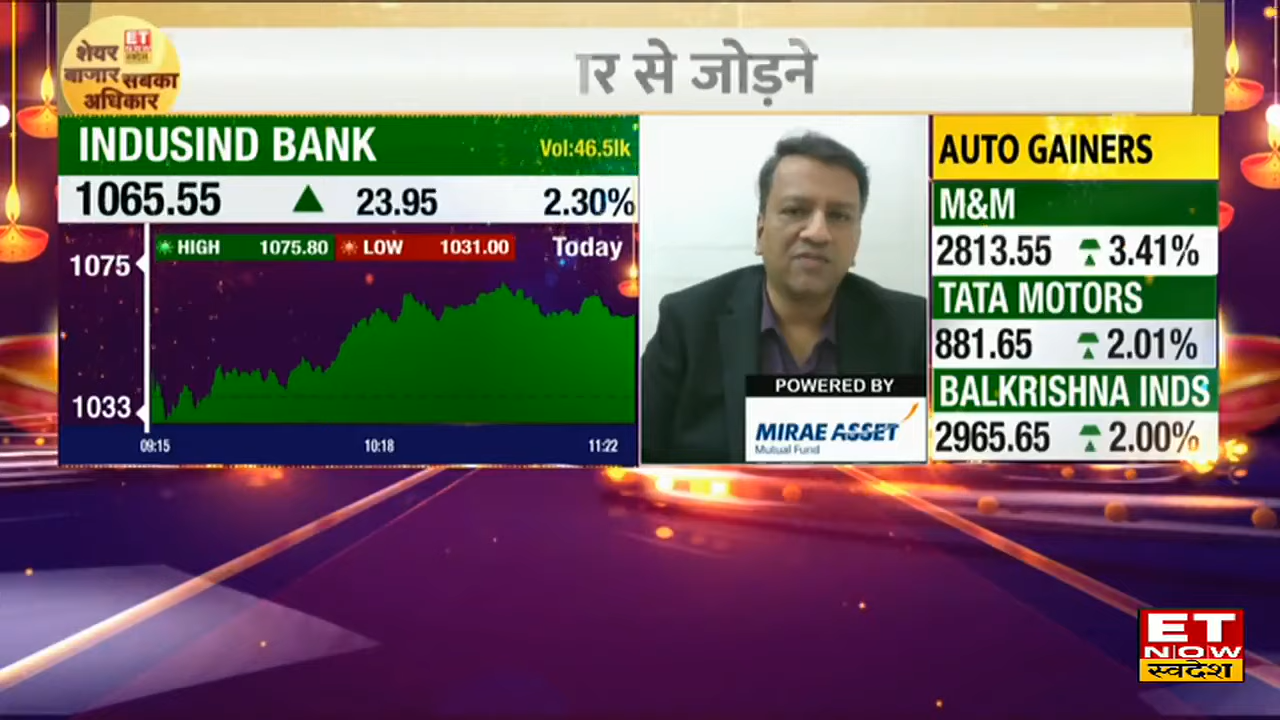 ET
NOW
स्वदेश
शेयर
बाजार सबका
अधिकार
से जोड़ने
INDUSIND BANK
Vol:46.5lk
1065.55 ▲ 23.95 2.30%
HIGH 1075.80 LOW 1031.00 Today
1075
1033
09:15 10:18 11:22
POWERED BY
MIRAE ASSET
Mutual Fund
AUTO GAINERS
M&M
2813.55 3.41%
TATA MOTORS
881.65 2.01%
BALKRISHNA INDS
2965.65 2.00%
ET
NOW
स्वदेश